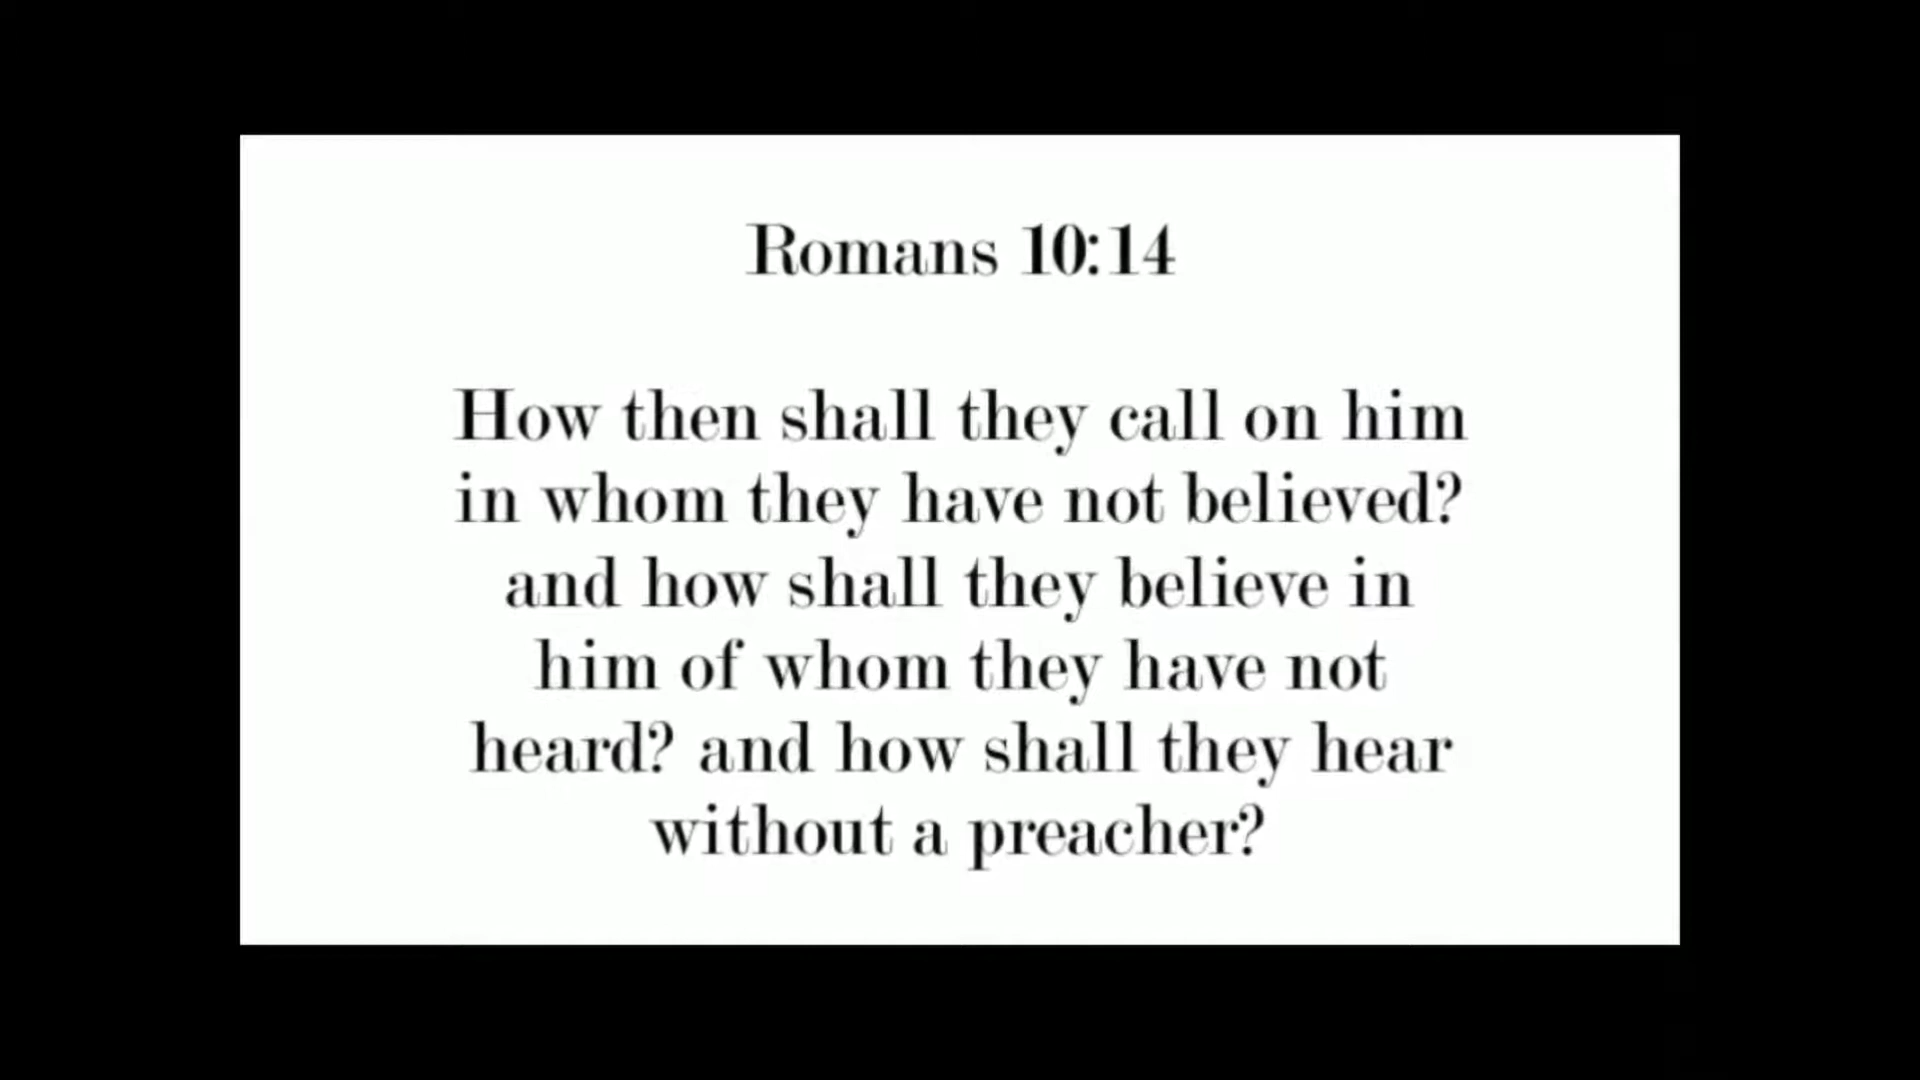 Romans 10:14
How then shall they call on him
in whom they have not believed?
and how shall they believe in
him of whom they have not
heard? and how shall they hear
without a preacher?